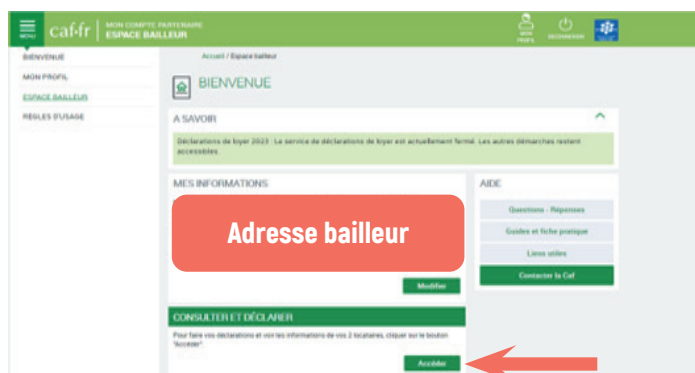 MENU
caf.fr
MON COMPTE PARTENAIRE
ESPACE BAILLEUR
MON PROFIL
DÉCONNEXION
BIENVENUE
MON PROFIL
ESPACE BAILLEUR
RÈGLES D'USAGE
Accueil / Espace bailleur
BIENVENUE
A SAVOIR
Déclarations de loyer 2023 : Le service de déclarations de loyer est actuellement fermé. Les autres démarches restent
accessibles.
MES INFORMATIONS
Adresse bailleur
Modifier
AIDE
Questions - Réponses
Guides et fiche pratique
Liens utiles
Contacter la Caf
CONSULTER ET DÉCLARER
Pour faire vos déclarations et voir les informations de vos 2 locataires, cliquer sur le bouton
"Accéder".
Accéder